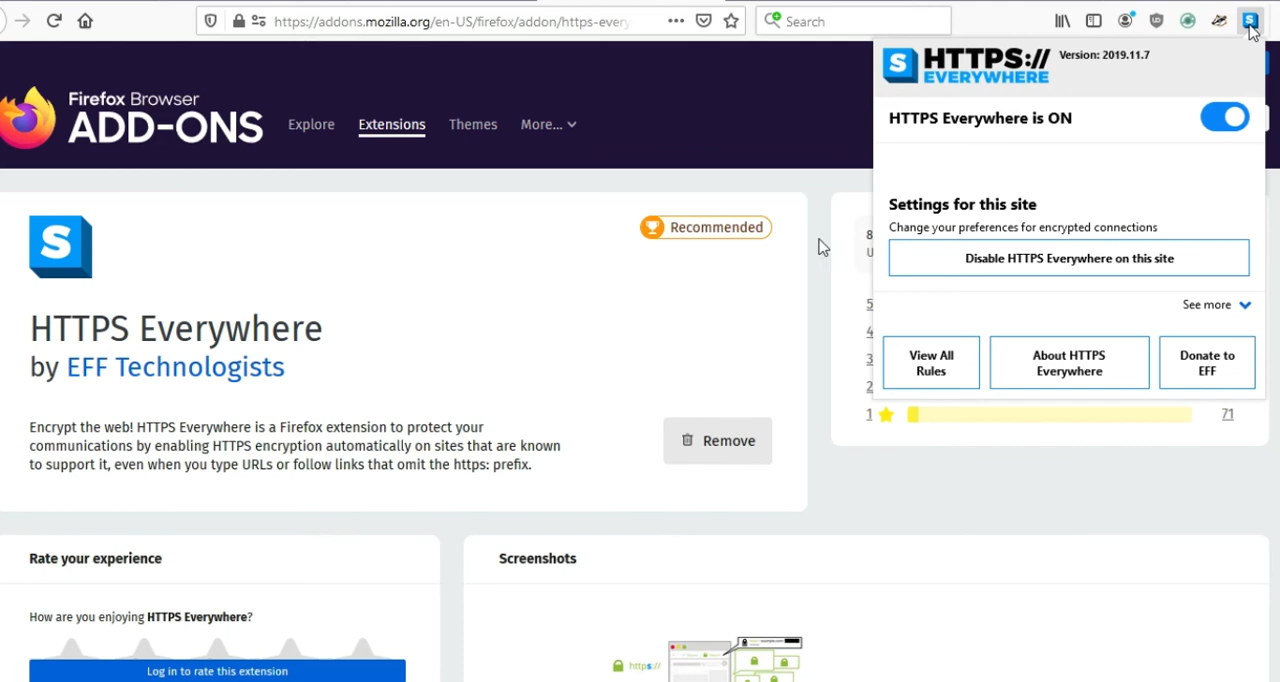 https://addons.mozilla.org/en-US/firefox/addon/https-every
Search
Firefox Browser
ADD-ONS
Explore
Extensions
Themes
More...
S
HTTPS://
EVERYWHERE
Version: 2019.11.7
HTTPS Everywhere is ON
Settings for this site
Change your preferences for encrypted connections
Disable HTTPS Everywhere on this site
See more
View All
Rules
About HTTPS
Everywhere
Donate to
EFF
S
Recommended
HTTPS Everywhere
by EFF Technologists
Encrypt the web! HTTPS Everywhere is a Firefox extension to protect your
communications by enabling HTTPS encryption automatically on sites that are known
to support it, even when you type URLs or follow links that omit the https: prefix.
Remove
8
U
5
4
3
2
1
71
Rate your experience
How are you enjoying HTTPS Everywhere?
Log in to rate this extension
Screenshots
https://